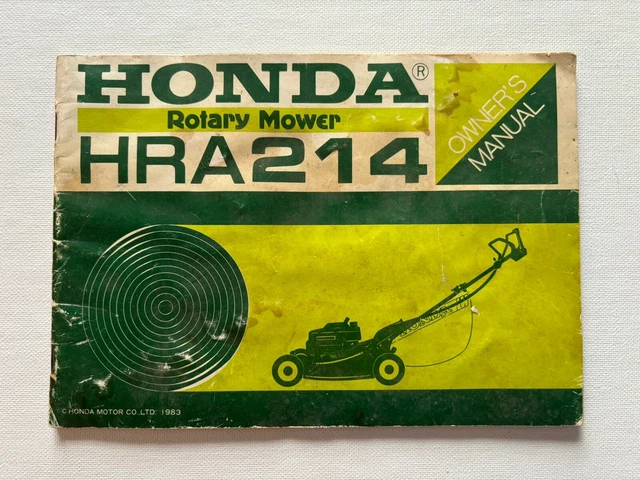 HONDA®
Rotary Mower
HRA214
OWNER'S
MANUAL
© HONDA MOTOR CO.,LTD. 1983